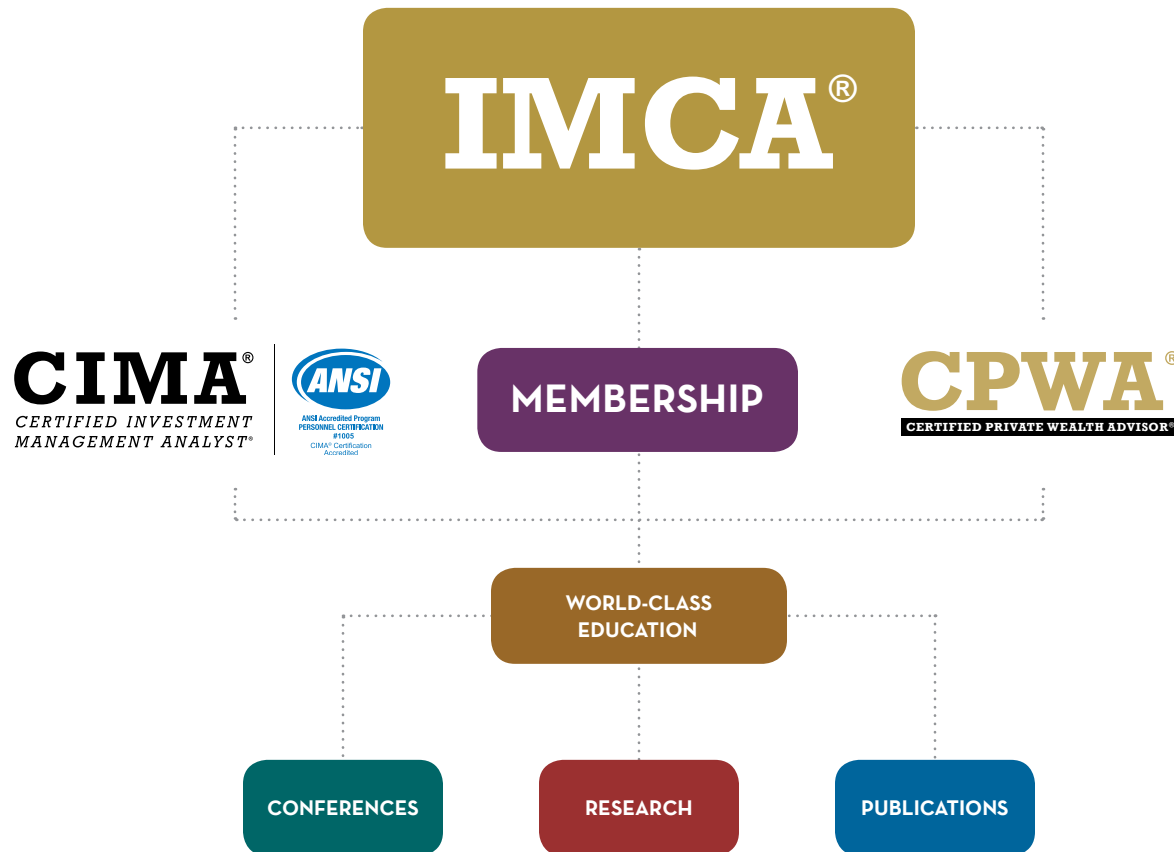 IMCA®
CIMA®
CERTIFIED INVESTMENT
MANAGEMENT ANALYST®
ANSI
ANSI Accredited Program
PERSONNEL CERTIFICATION
#1005
CIMA® Certification
Accredited
MEMBERSHIP
CPWA®
CERTIFIED PRIVATE WEALTH ADVISOR®
WORLD-CLASS
EDUCATION
CONFERENCES
RESEARCH
PUBLICATIONS